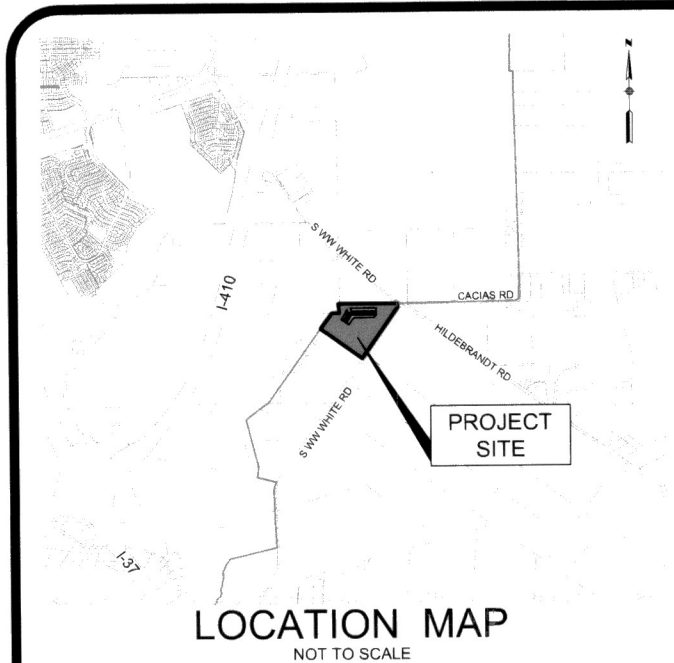 N
S WW WHITE RD
I-410
CACIAS RD
HILDEBRANDT RD
S WW WHITE RD
PROJECT
SITE
I-37
LOCATION MAP
NOT TO SCALE